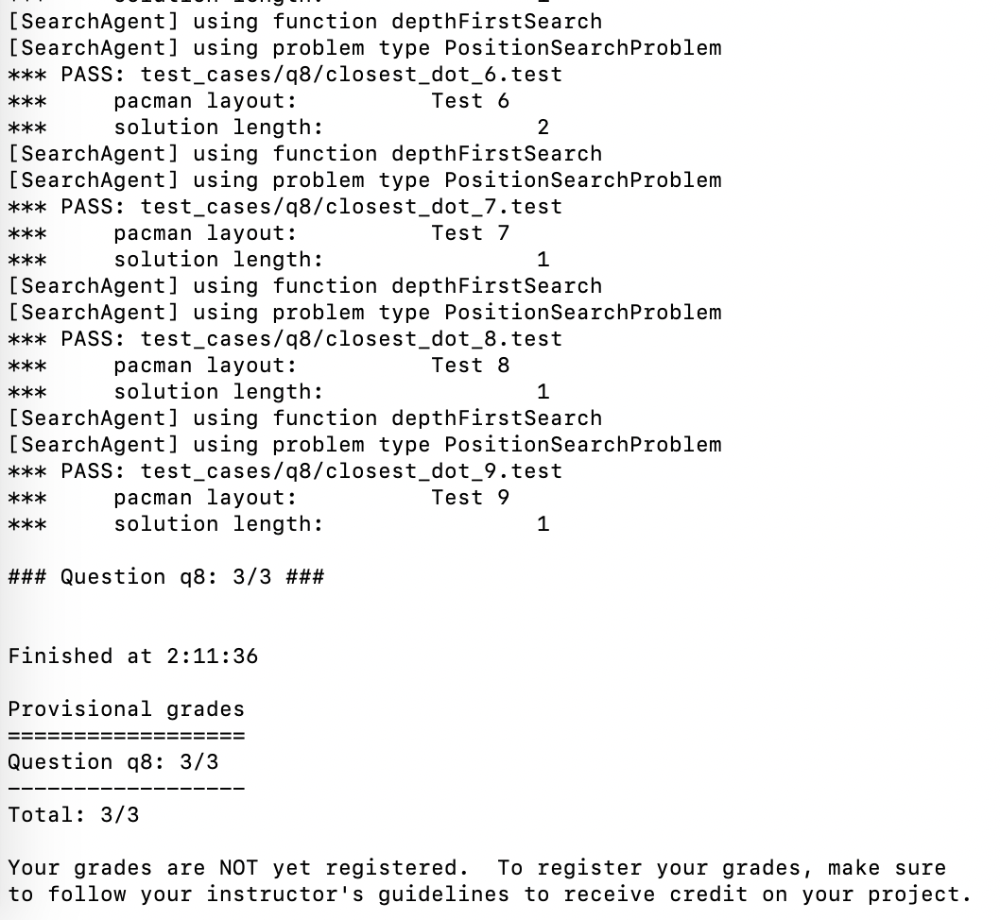 ***     solution length:                2
[SearchAgent] using function depthFirstSearch
[SearchAgent] using problem type PositionSearchProblem
*** PASS: test_cases/q8/closest_dot_6.test
***     pacman layout:          Test 6
***     solution length:                2
[SearchAgent] using function depthFirstSearch
[SearchAgent] using problem type PositionSearchProblem
*** PASS: test_cases/q8/closest_dot_7.test
***     pacman layout:          Test 7
***     solution length:                1
[SearchAgent] using function depthFirstSearch
[SearchAgent] using problem type PositionSearchProblem
*** PASS: test_cases/q8/closest_dot_8.test
***     pacman layout:          Test 8
***     solution length:                1
[SearchAgent] using function depthFirstSearch
[SearchAgent] using problem type PositionSearchProblem
*** PASS: test_cases/q8/closest_dot_9.test
***     pacman layout:          Test 9
***     solution length:                1
### Question q8: 3/3 ###
Finished at 2:11:36
Provisional grades
==================
Question q8: 3/3
------------------
Total: 3/3
Your grades are NOT yet registered.  To register your grades, make sure
to follow your instructor's guidelines to receive credit on your project.